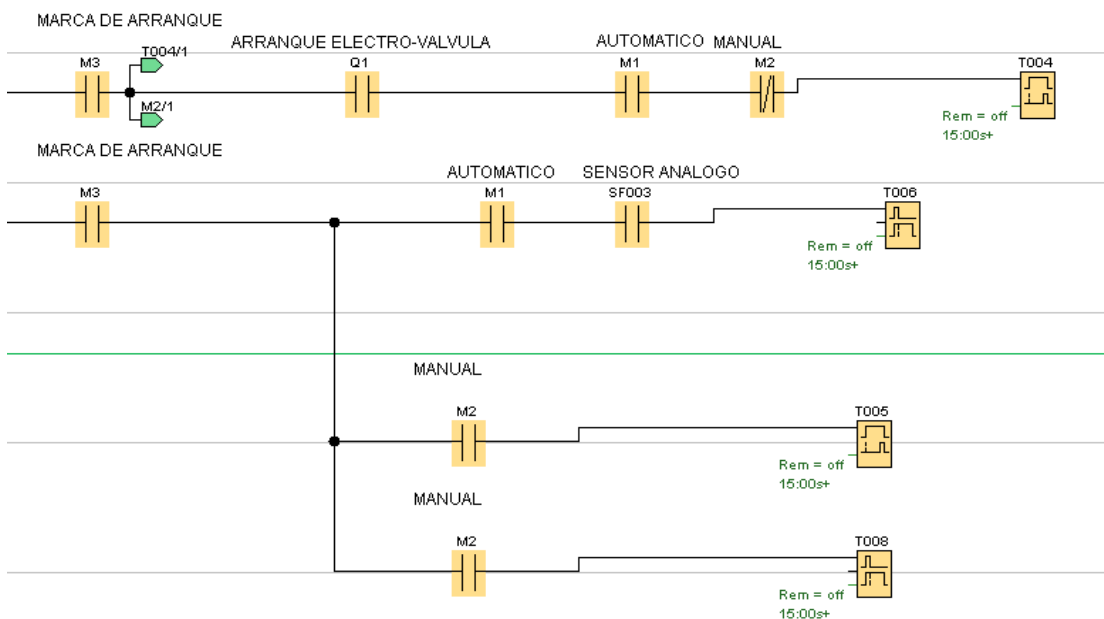 MARCA DE ARRANQUE
T004/1
ARRANQUE ELECTRO-VALVULA
AUTOMATICO
MANUAL
M3
Q1
M1
M2
T004
M2/1
Rem = off
15:00s+
MARCA DE ARRANQUE
AUTOMATICO
SENSOR ANALOGO
M3
M1
SF003
T006
Rem = off
15:00s+
MANUAL
M2
T005
Rem = off
15:00s+
MANUAL
M2
T008
Rem = off
15:00s+